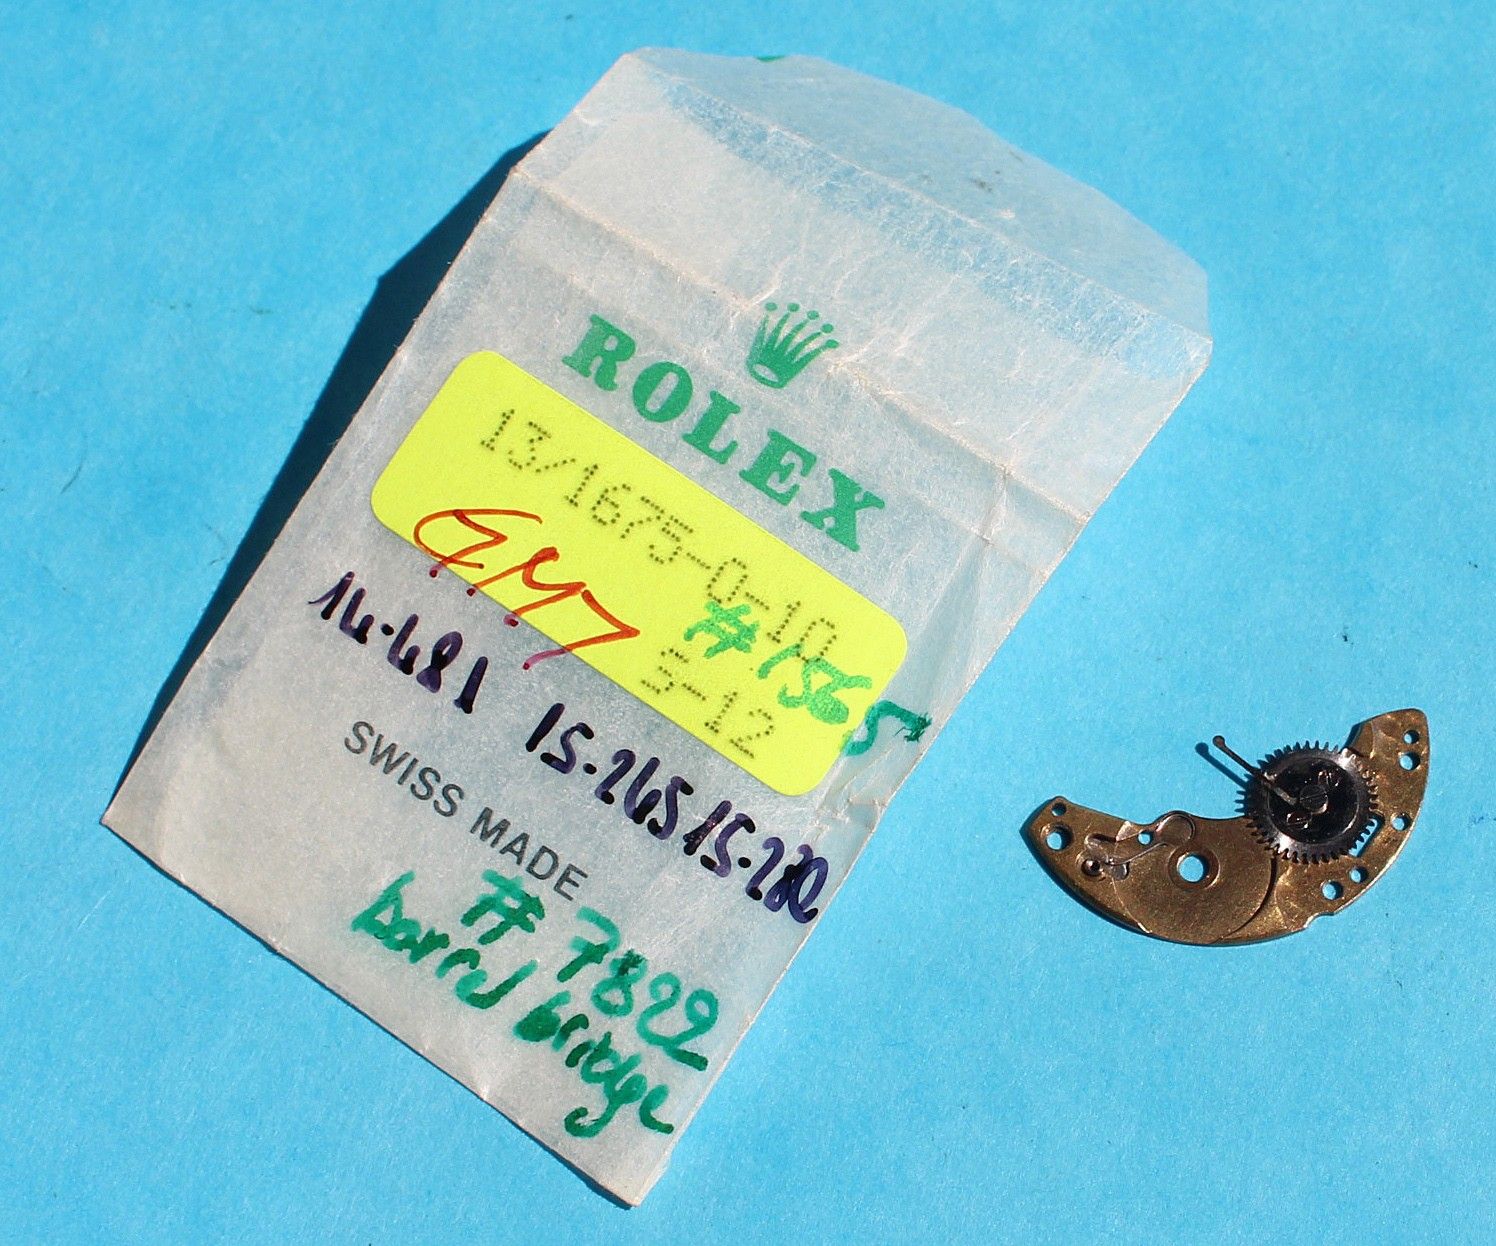 ROLEX
13/1675-0-10
GMT
#1565
S-12
14-681 15-265 15-280
SWISS MADE
# 7822
barrel bridge